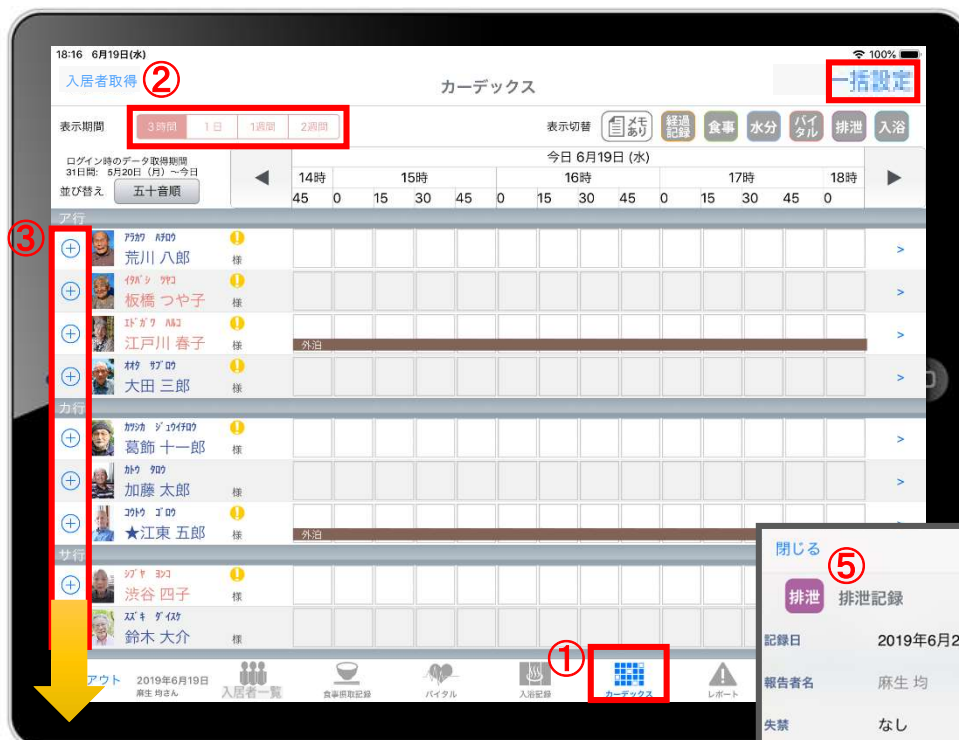 18:16 6月19日(水)
100%
入居者取得
②
カーデックス
一括設定
表示期間
3時間 1日 1週間 2週間
表示切替
メモあり
経過記録
食事
水分
バイタル
排泄
入浴
ログイン時のデータ取得期間
31日間: 5月20日(月)～今日
並び替え 五十音順
◀
今日 6月19日 (水)
▶
14時 15時 16時 17時 18時
45 0 15 30 45 0 15 30 45 0 15 30 45 0
ア行
③
アラカワ ハチロウ
荒川 八郎 様
>
イタバシ ツヤコ
板橋 つや子 様
>
エドガワ ハルコ
江戸川 春子 様
外泊
>
オオタ サブロウ
大田 三郎 様
>
カ行
カツシカ ジュウイチロウ
葛飾 十一郎 様
>
カトウ タロウ
加藤 太郎 様
>
コウトウ ゴロウ
★江東 五郎 様
外泊
サ行
シブヤ ヨンコ
渋谷 四子 様
スズキ ダイスケ
鈴木 大介 様
アウト
2019年6月19日
麻生 均さん
入居者一覧
食事摂取記録
バイタル
入浴記録
①
カーデックス
レポート
閉じる
⑤
排泄
排泄記録
記録日 2019年6月2
報告者名 麻生 均
失禁 なし